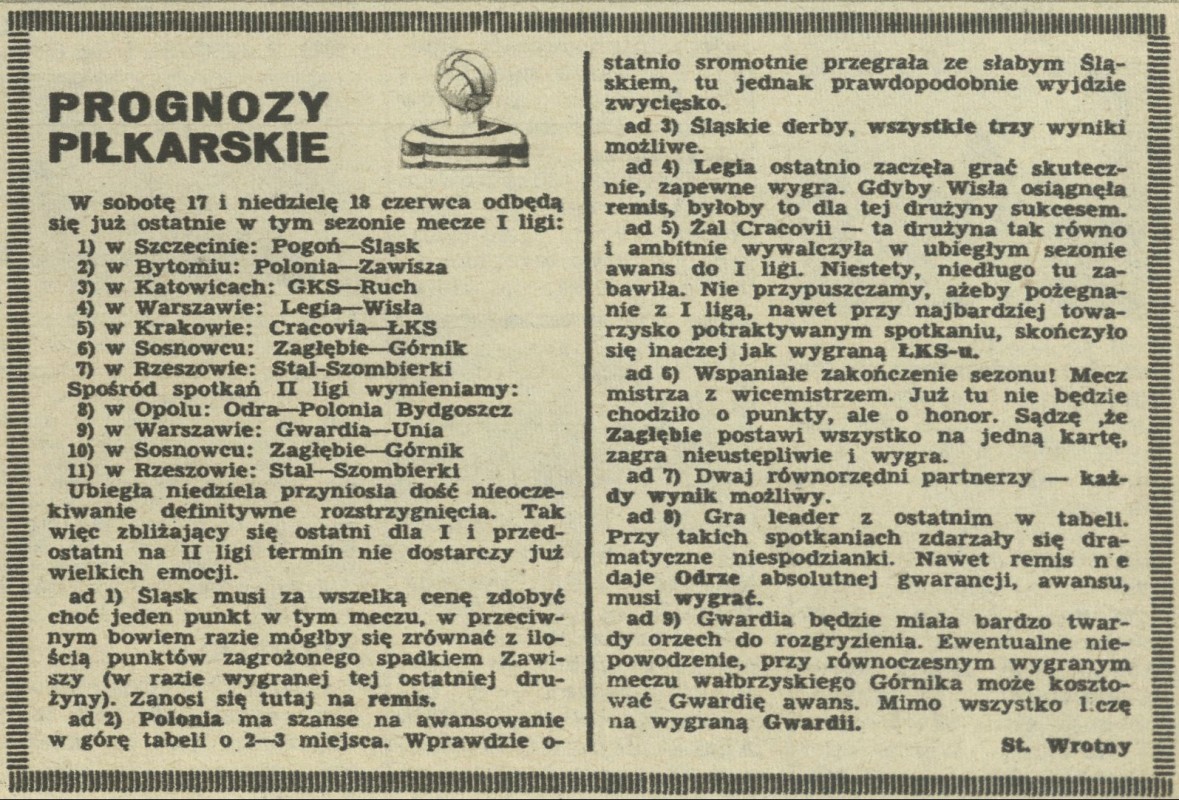 PROGNOZY
PIŁKARSKIE
W sobotę 17 i niedzielę 18 czerwca odbędą
się już ostatnie w tym sezonie mecze I ligi:
1) w Szczecinie: Pogoń—Śląsk
2) w Bytomiu: Polonia—Zawisza
3) w Katowicach: GKS—Ruch
4) w Warszawie: Legia—Wisła
5) w Krakowie: Cracovia—ŁKS
6) w Sosnowcu: Zagłębie—Górnik
7) w Rzeszowie: Stal-Szombierki
Spośród spotkań II ligi wymieniamy:
8) w Opolu: Odra—Polonia Bydgoszcz
9) w Warszawie: Gwardia—Unia
10) w Sosnowcu: Zagłębie—Górnik
11) w Rzeszowie: Stal—Szombierki
Ubiegła niedziela przyniosla dość nieocze-
kiwanie definitywne rozstrzygnięcia. Tak
więc zbliżający się ostatni dla I i przed-
ostatni na II ligi termin nie dostarczy już
wielkich emocji.
ad 1) Śląsk musi za wszelką cenę zdobyć
choć jeden punkt w tym meczu, w przeciw-
nym bowiem razie mógłby się zrównać z ilo-
ścią punktów zagrożonego spadkiem Zawi-
szy (w razie wygranej tej ostatniej dru-
żyny). Zanosi się tutaj na remis.
ad 2) Polonia ma szanse na awansowanie
w górę tabeli o 2—3 miejsca. Wprawdzie o-
statnio sromotnie przegrała ze słabym Ślą-
skiem, tu jednak prawdopodobnie wyjdzie
zwycięsko.
ad 3) Śląskie derby, wszystkie trzy wyniki
możliwe.
ad 4) Legia ostatnio zaczęła grać skutecz-
nie, zapewne wygra. Gdyby Wisła osiągnęła
remis, byłoby to dla tej drużyny sukcesem.
ad 5) Żal Cracovii — ta drużyna tak równo
i ambitnie wywalczyła w ubiegłym sezonie
awans do I ligi. Niestety, niedługo tu za-
bawiła. Nie przypuszczamy, ażeby pożegna-
nie z I ligą, nawet przy najbardziej towa-
rzysko potraktywanym spotkaniu, skończyło
się inaczej jak wygraną ŁKS-u.
ad 6) Wspaniałe zakończenie sezonu! Mecz
mistrza z wicemistrzem. Już tu nie będzie
chodziło o punkty, ale o honor. Sądzę ,że
Zagłębie postawi wszystko na jedną kartę,
zagra nieustępliwie i wygra.
ad 7) Dwaj równorzędni partnerzy — każ-
dy wynik możliwy.
ad 8) Gra leader z ostatnim w tabeli.
Przy takich spotkaniach zdarzały się dra-
matyczne niespodzianki. Nawet remis n e
daje Odrze absolutnej gwarancji, awansu,
musi wygrać.
ad 9) Gwardia będzie miała bardzo twar-
dy orzech do rozgryzienia. Ewentualne nie-
powodzenie, przy równoczesnym wygranym
meczu wałbrzyskiego Górnika może koszto-
wać Gwardię awans. Mimo wszystko liczę
na wygraną Gwardii.
St. Wrotny